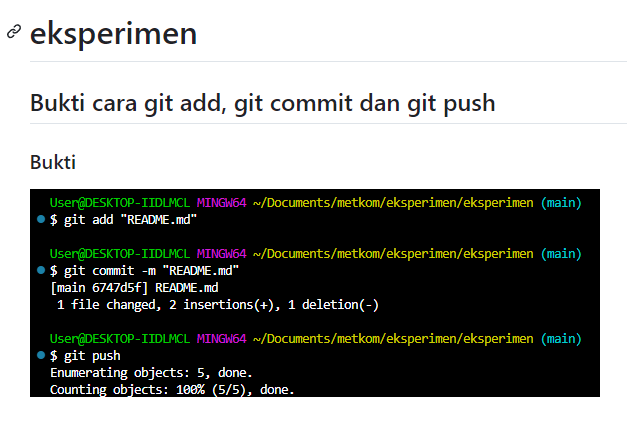 eksperimen
Bukti cara git add, git commit dan git push
Bukti
User@DESKTOP-IIDLMCL MINGW64 ~/Documents/metkom/eksperimen/eksperimen (main)
$ git add "README.md"
User@DESKTOP-IIDLMCL MINGW64 ~/Documents/metkom/eksperimen/eksperimen (main)
$ git commit -m "README.md"
[main 6747d5f] README.md
1 file changed, 2 insertions(+), 1 deletion(-)
User@DESKTOP-IIDLMCL MINGW64 ~/Documents/metkom/eksperimen/eksperimen (main)
$ git push
Enumerating objects: 5, done.
Counting objects: 100% (5/5), done.